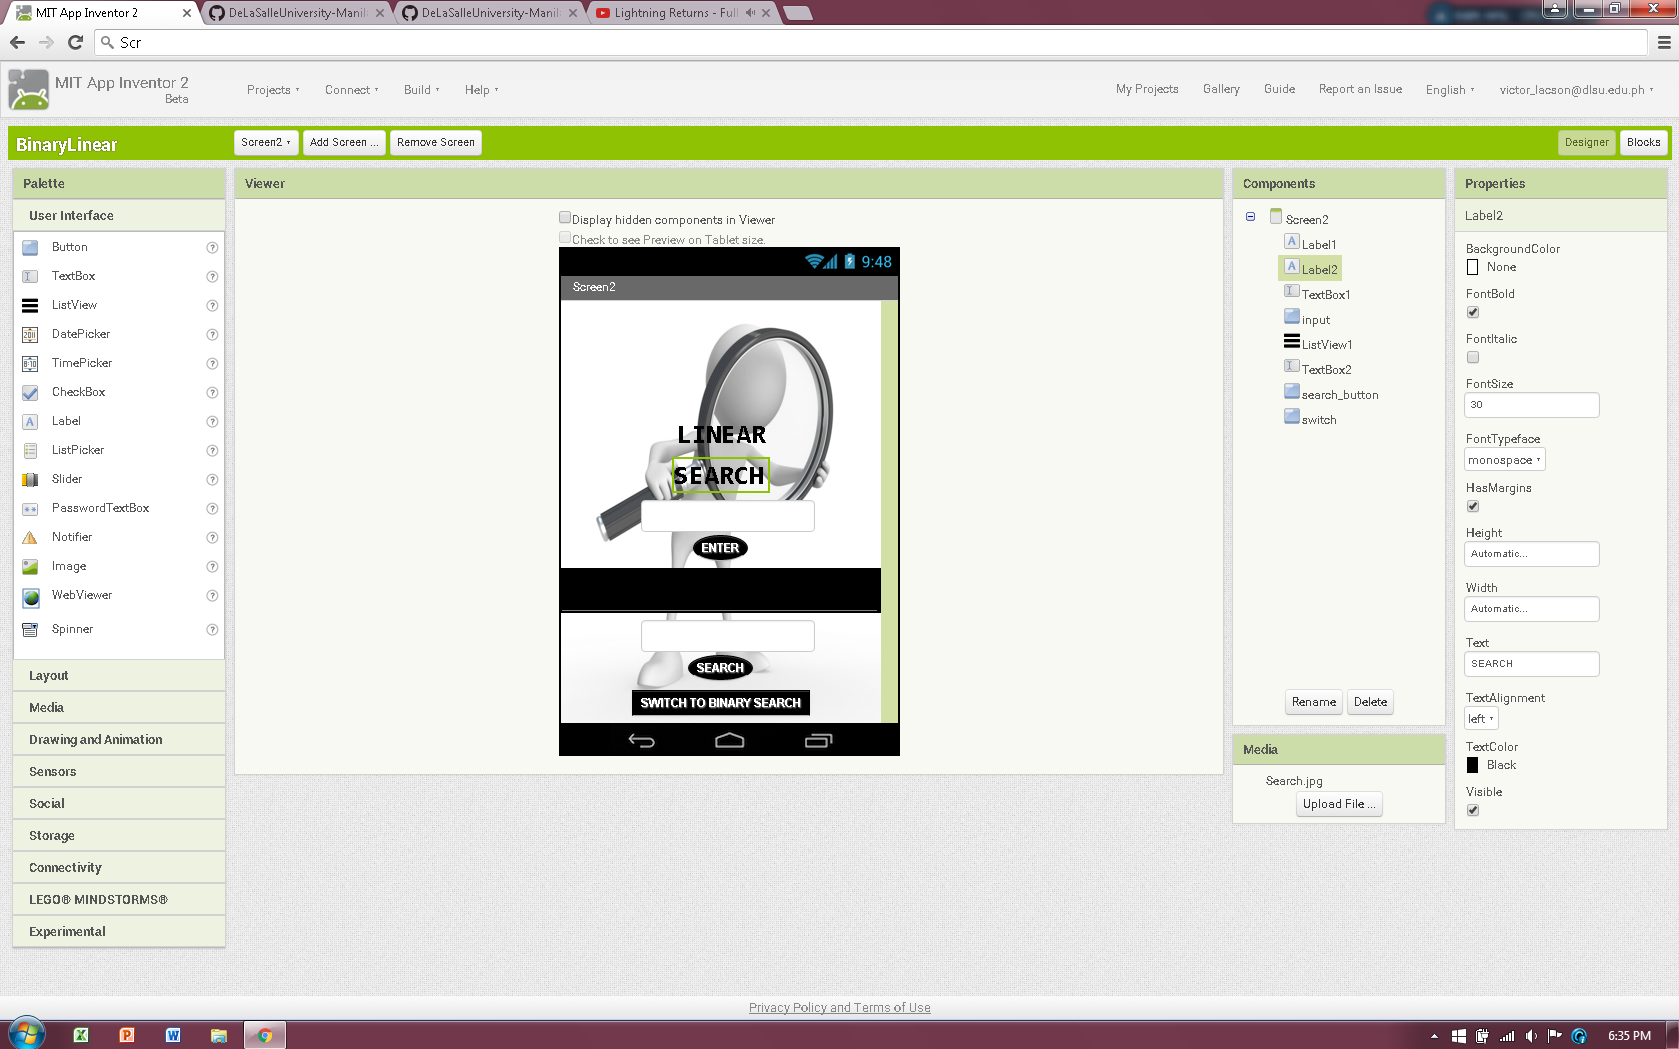 MIT App Inventor 2
DeLaSalleUniversity-Manil
DeLaSalleUniversity-Manil
Lightning Returns - Full
Scr
MIT App Inventor 2
Beta
Projects
Connect
Build
Help
My Projects
Gallery
Guide
Report an Issue
English
victor_lacson@dlsu.edu.ph
BinaryLinear
Screen2
Add Screen ...
Remove Screen
Designer
Blocks
Palette
User Interface
Button
TextBox
ListView
DatePicker
TimePicker
CheckBox
Label
ListPicker
Slider
PasswordTextBox
Notifier
Image
WebViewer
Spinner
Layout
Media
Drawing and Animation
Sensors
Social
Storage
Connectivity
LEGO® MINDSTORMS®
Experimental
Viewer
Display hidden components in Viewer
Check to see Preview on Tablet size.
9:48
Screen2
LINEAR
SEARCH
ENTER
SEARCH
SWITCH TO BINARY SEARCH
Components
Screen2
Label1
Label2
TextBox1
input
ListView1
TextBox2
search_button
switch
Rename
Delete
Media
Search.jpg
Upload File ...
Properties
Label2
BackgroundColor
None
FontBold
FontItalic
FontSize
30
FontTypeface
monospace
HasMargins
Height
Automatic...
Width
Automatic...
Text
SEARCH
TextAlignment
left
TextColor
Black
Visible
Privacy Policy and Terms of Use
6:35 PM